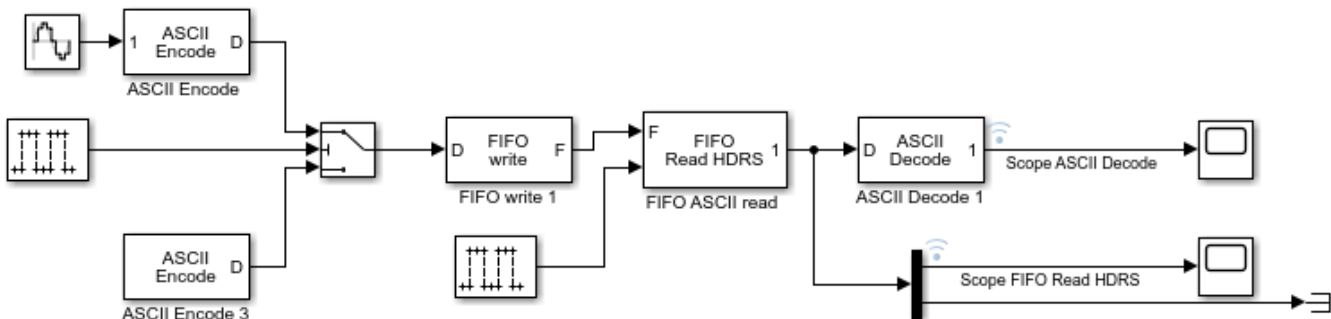 1 ASCII Encode D
ASCII Encode
D FIFO write F
FIFO write 1
F FIFO Read HDRS 1
FIFO ASCII read
D ASCII Decode 1
ASCII Decode 1
Scope ASCII Decode
ASCII Encode D
ASCII Encode 3
Scope FIFO Read HDRS